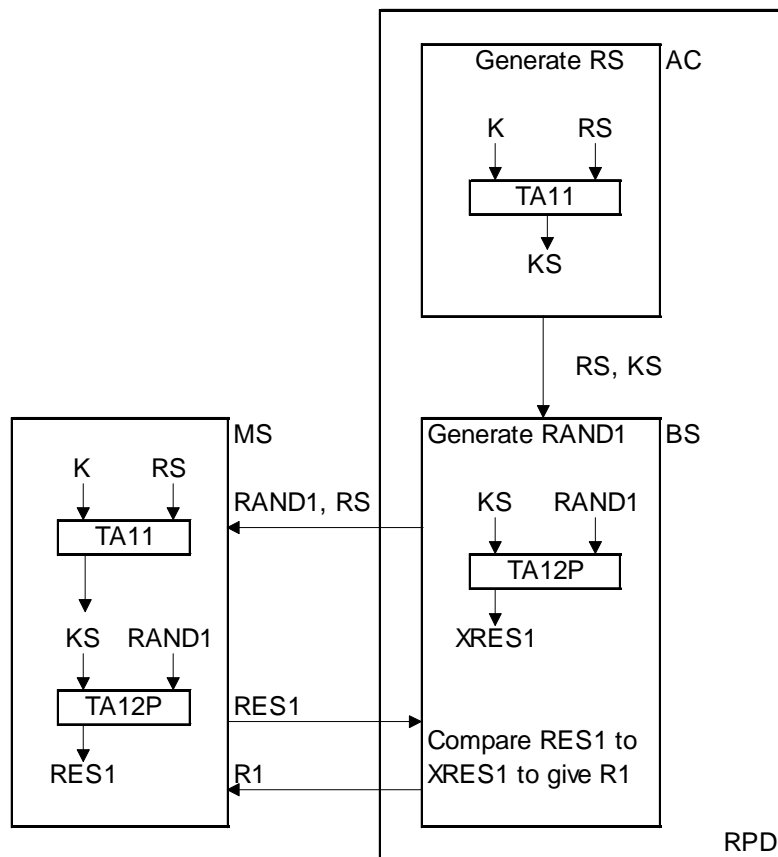 Generate RS AC
K RS
TA11
KS
RS, KS
MS
K RS
TA11
KS RAND1
TA12P
RES1
RAND1, RS
RES1
R1
Generate RAND1 BS
KS RAND1
TA12P
XRES1
Compare RES1 to
XRES1 to give R1
RPD